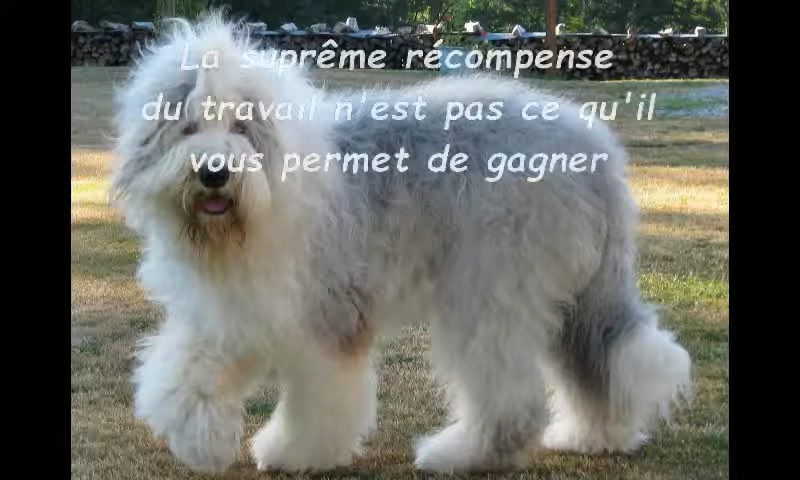 La suprême récompense
du travail n'est pas ce qu'il
vous permet de gagner